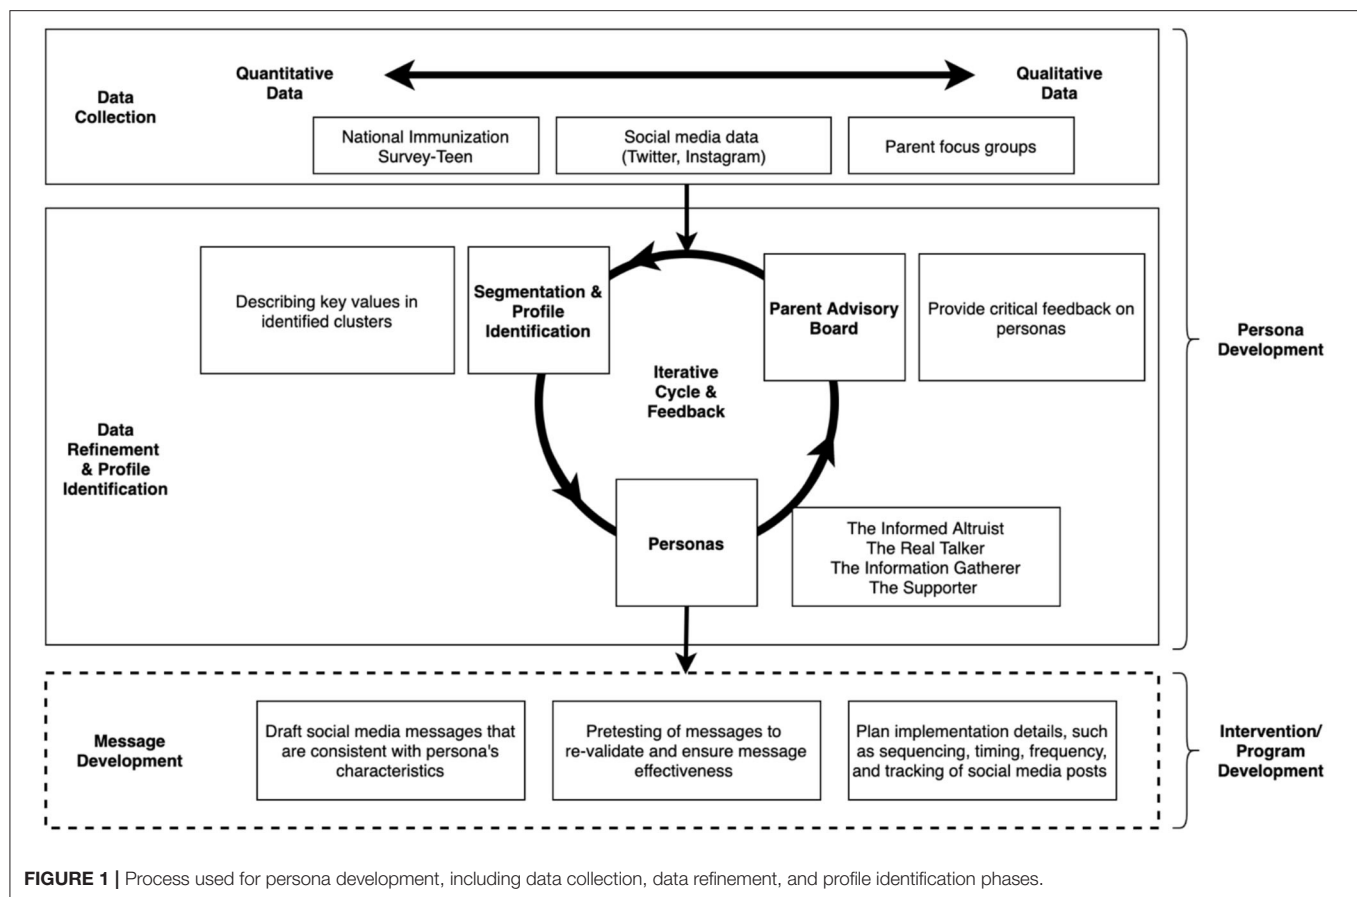 Data
Collection
Quantitative
Data
Qualitative
Data
National Immunization
Survey-Teen
Social media data
(Twitter, Instagram)
Parent focus groups
Data
Refinement
& Profile
Identification
Describing key values in
identified clusters
Segmentation &
Profile
Identification
Parent Advisory
Board
Provide critical feedback on
personas
Iterative
Cycle &
Feedback
Personas
The Informed Altruist
The Real Talker
The Information Gatherer
The Supporter
Persona
Development
Message
Development
Draft social media messages that
are consistent with persona's
characteristics
Pretesting of messages to
re-validate and ensure message
effectiveness
Plan implementation details, such
as sequencing, timing, frequency,
and tracking of social media posts
Intervention/
Program
Development
FIGURE 1 | Process used for persona development, including data collection, data refinement, and profile identification phases.